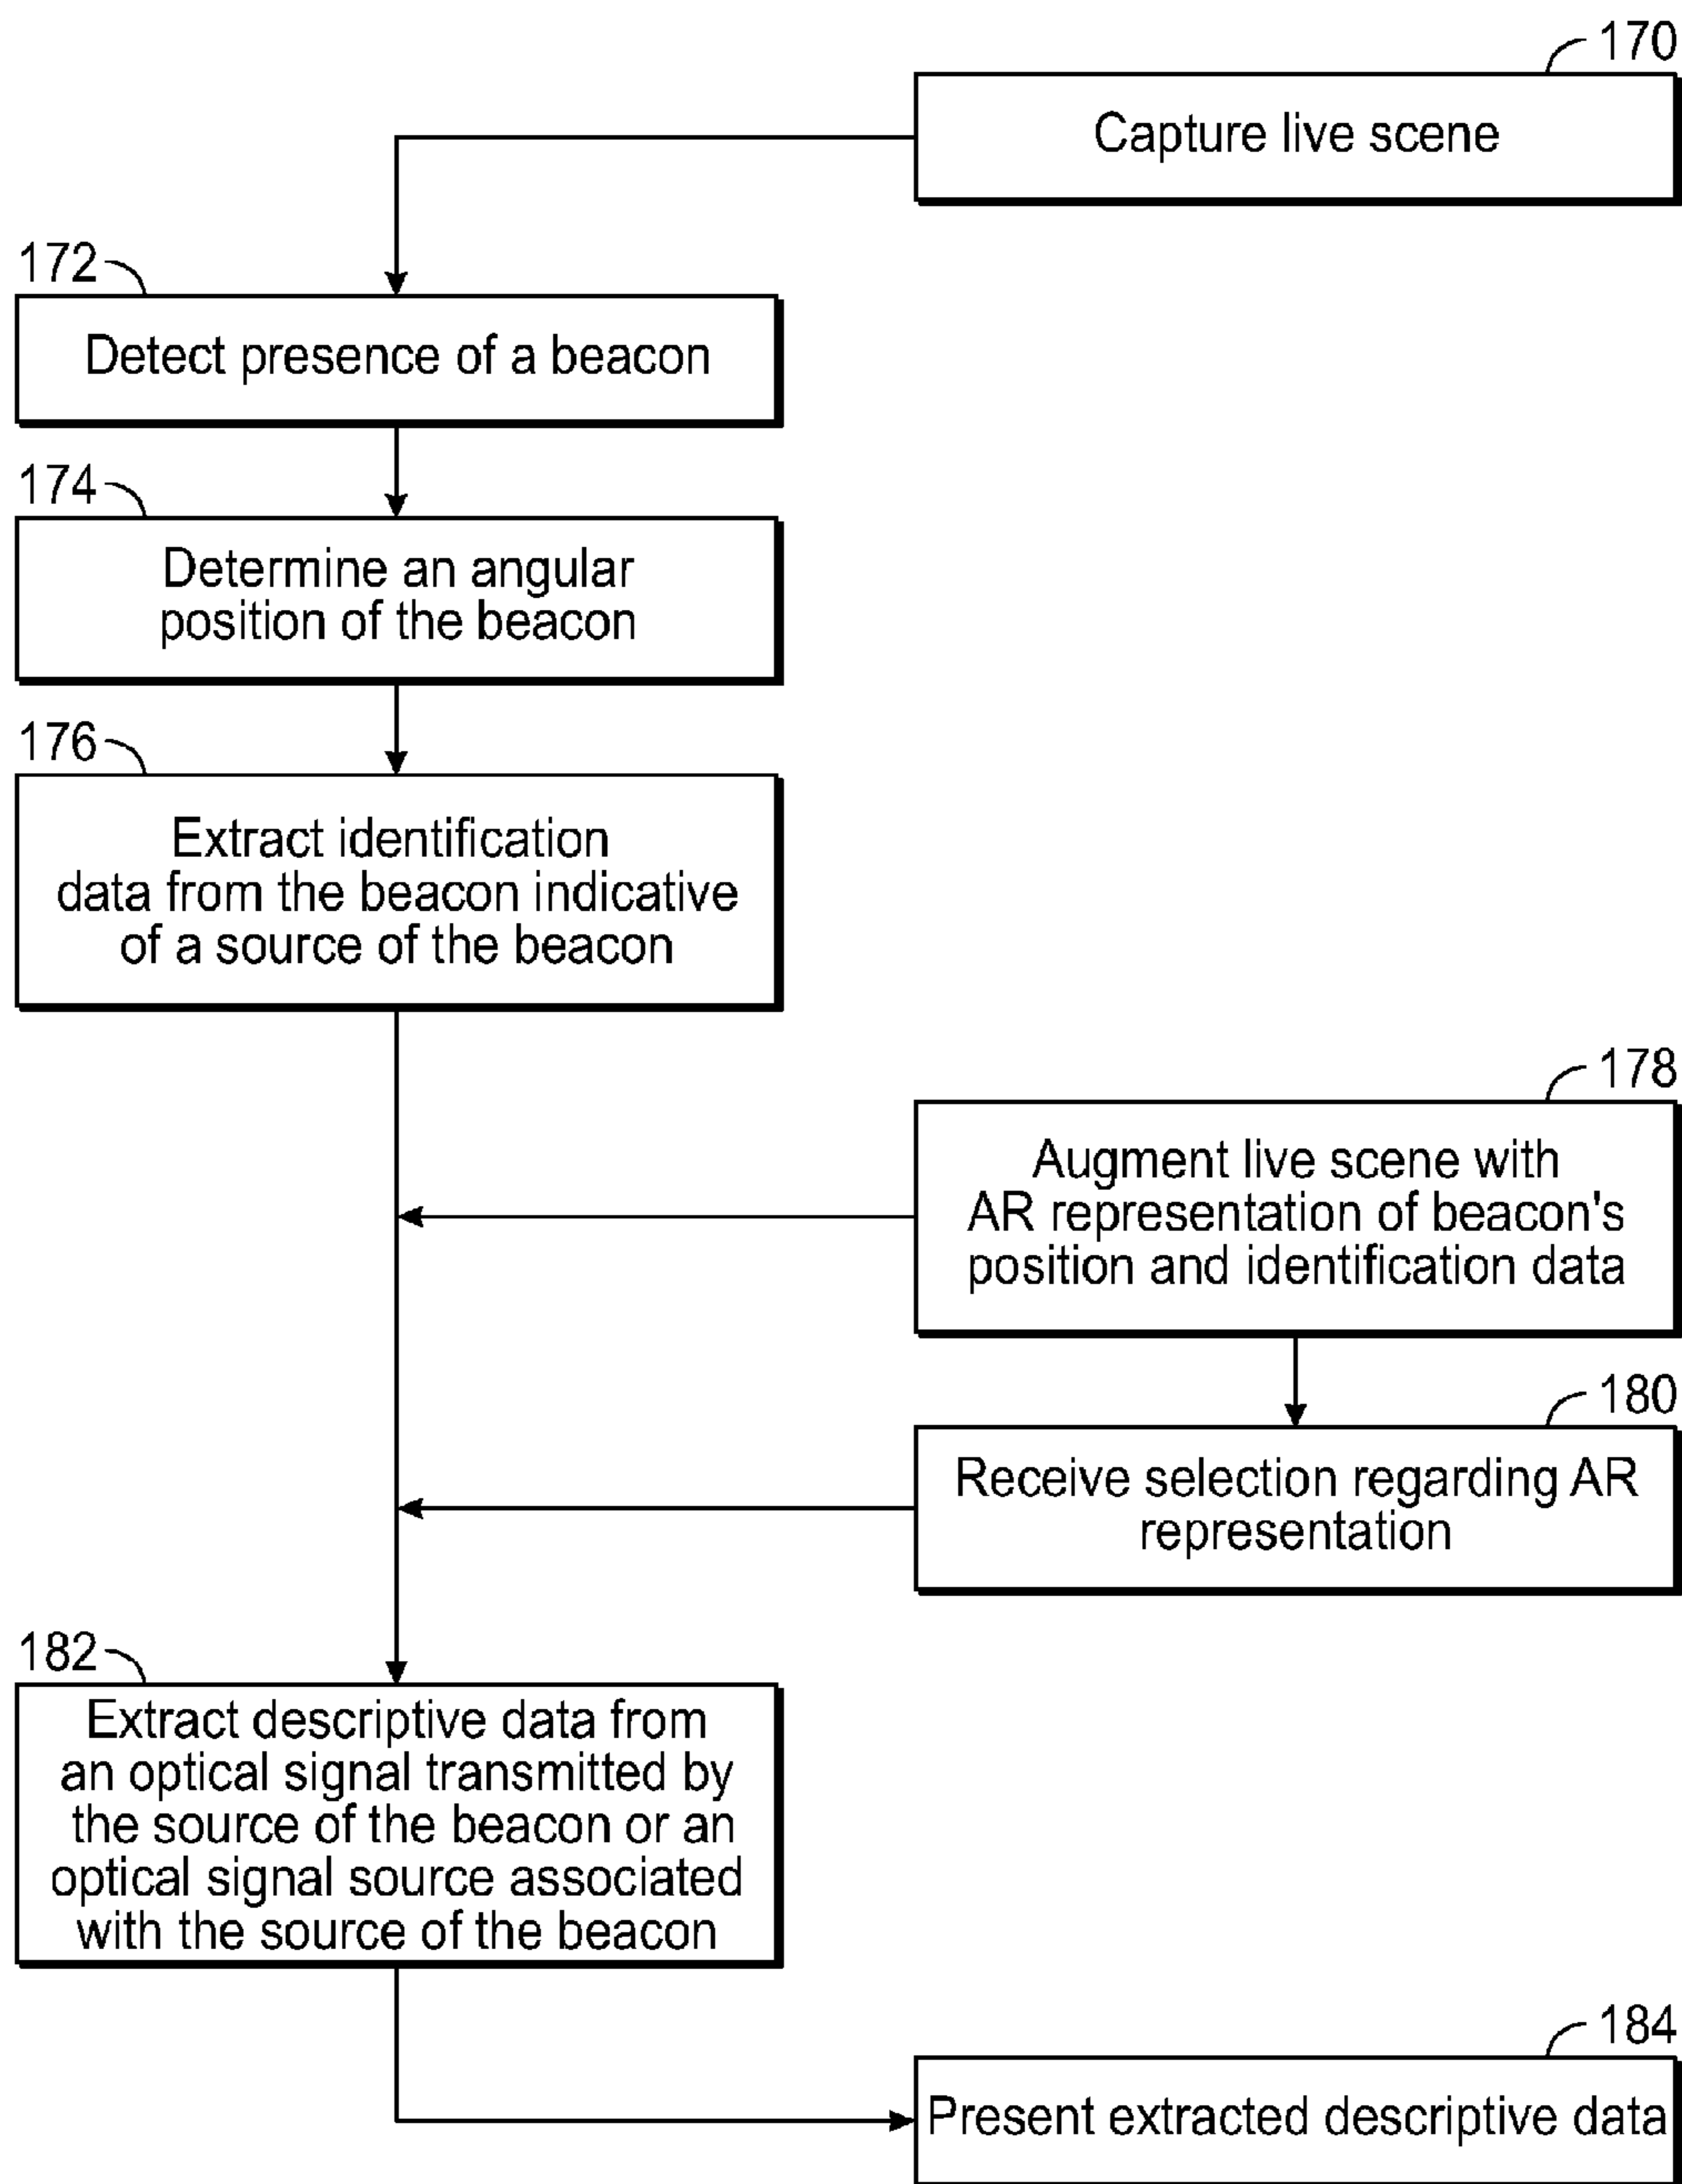 170
Capture live scene
172
Detect presence of a beacon
174
Determine an angular
position of the beacon
176
Extract identification
data from the beacon indicative
of a source of the beacon
178
Augment live scene with
AR representation of beacon's
position and identification data
180
Receive selection regarding AR
representation
182
Extract descriptive data from
an optical signal transmitted by
the source of the beacon or an
optical signal source associated
with the source of the beacon
184
Present extracted descriptive data